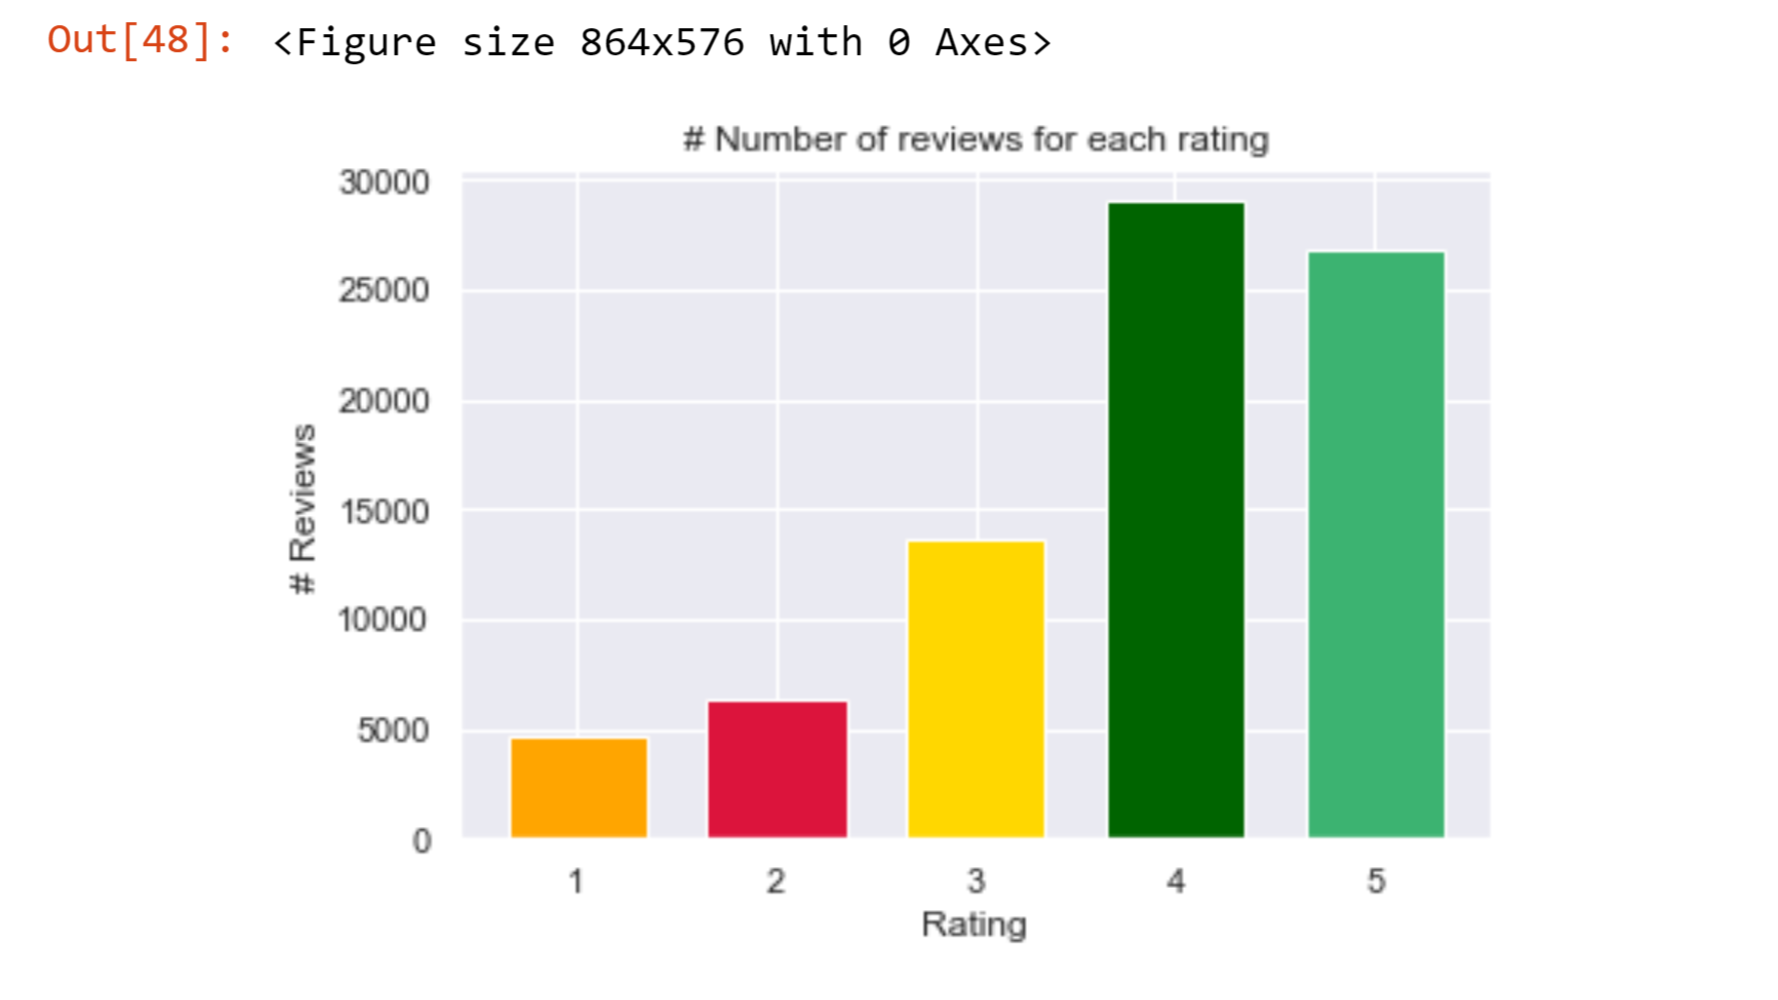 Out[48]: <Figure size 864x576 with 0 Axes>
# Number of reviews for each rating
30000
25000
20000
15000
10000
5000
0
# Reviews
1 2 3 4 5
Rating